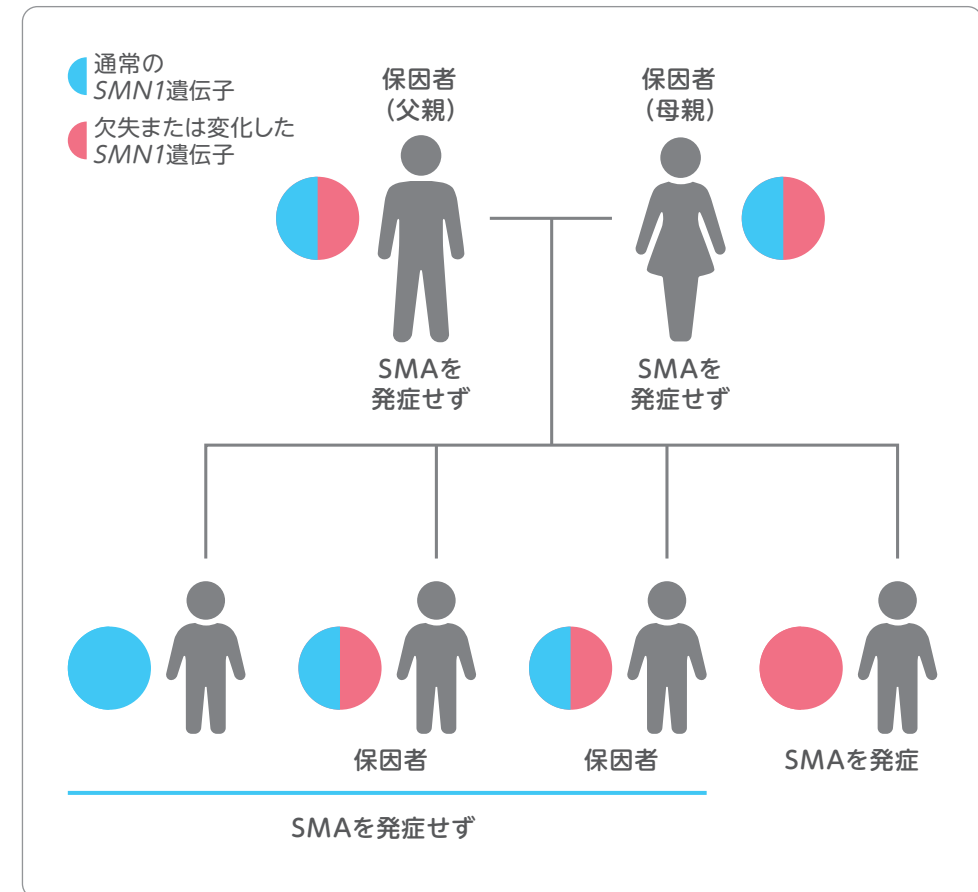 通常の
SMN1遺伝子
欠失または変化した
SMN1遺伝子
保因者
（父親）
保因者
（母親）
SMAを
発症せず
SMAを
発症せず
保因者
保因者
SMAを発症
SMAを発症せず